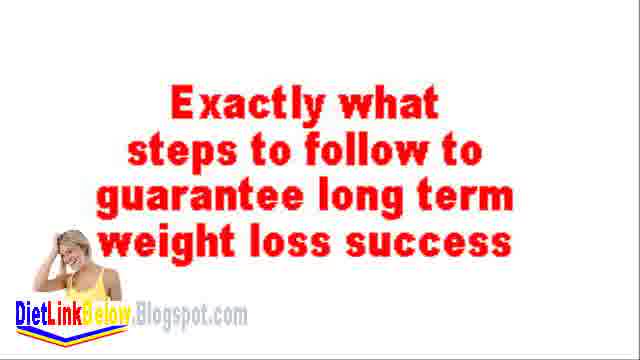 Exactly what
steps to follow to
guarantee long term
weight loss success
DietLinkBelow.Blogspot.com